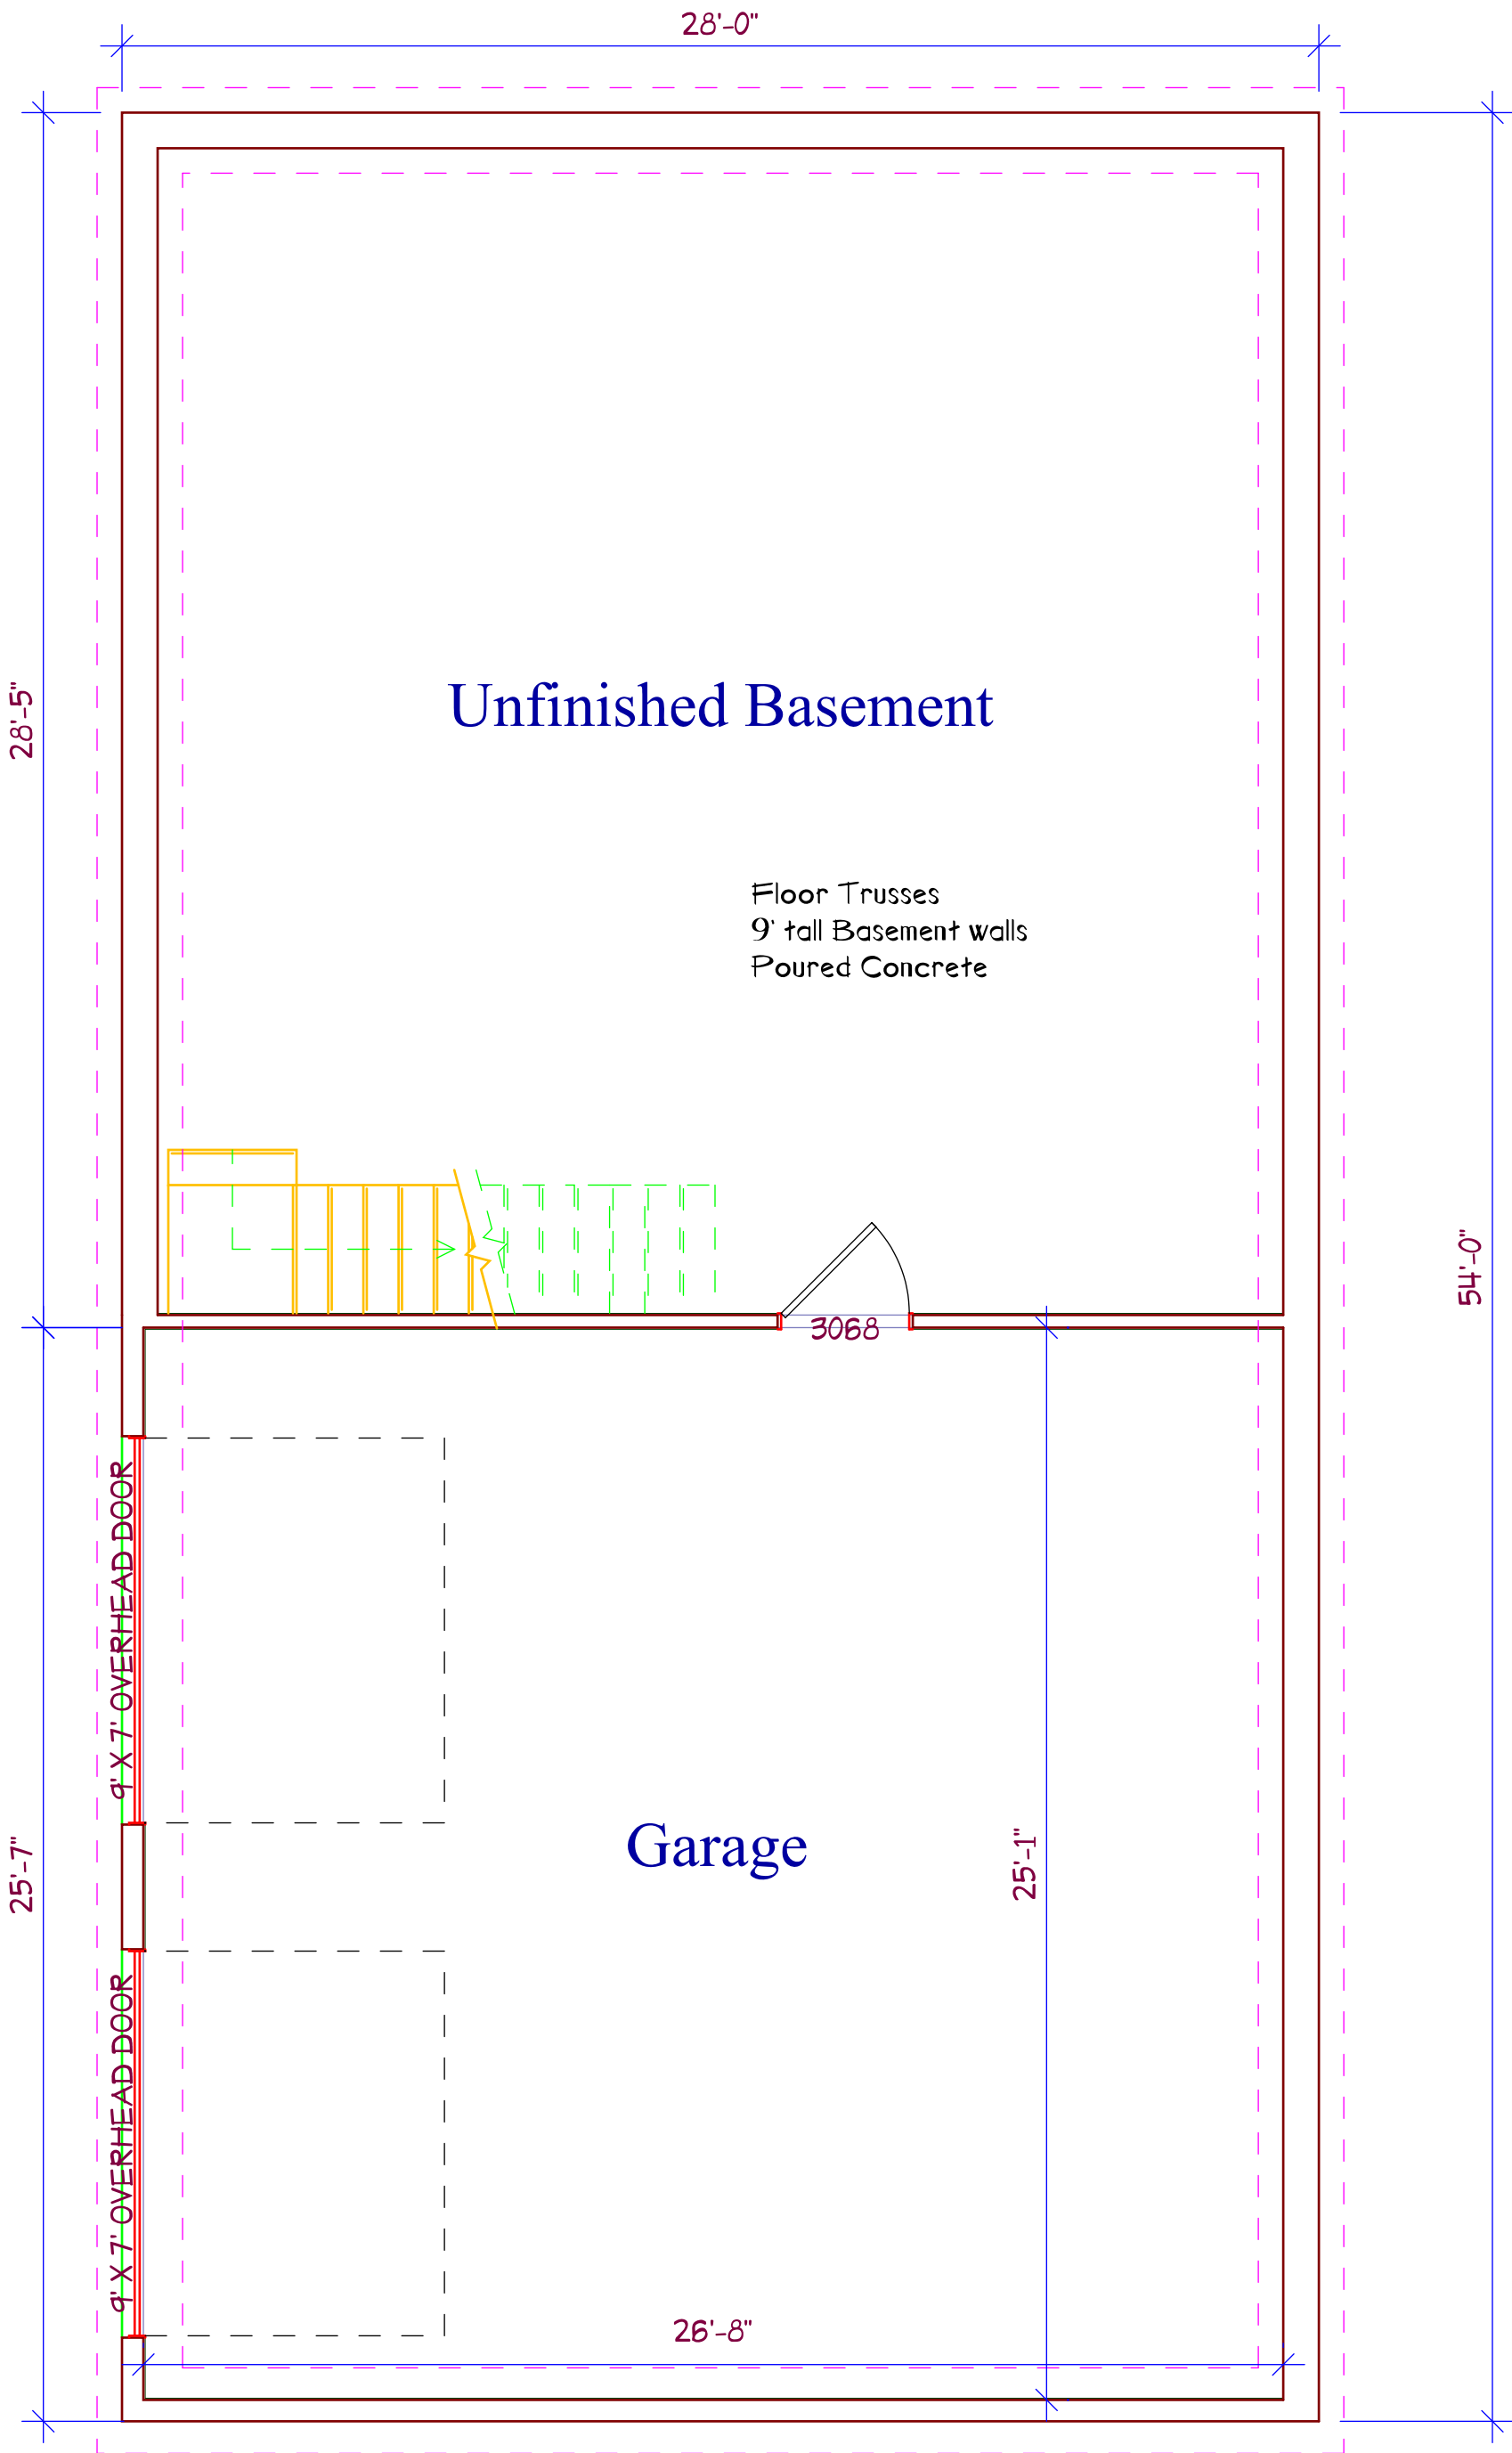 28'-0"
28'-5"
Unfinished Basement
Floor Trusses
9' tall Basement walls
Poured Concrete
54'-0"
3068
9' X 7' OVERHEAD DOOR
25'-7"
Garage
25'-1"
9' X 7' OVERHEAD DOOR
26'-8"